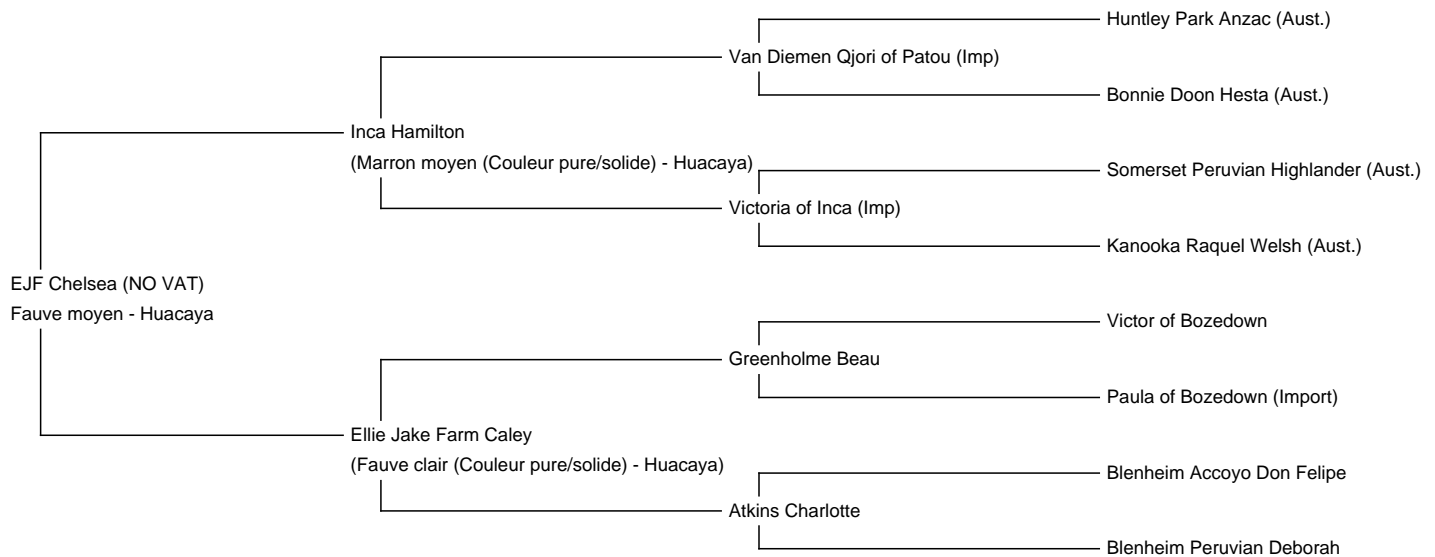 Huntley Park Anzac (Aust.)
Van Diemen Qjori of Patou (Imp)
Bonnie Doon Hesta (Aust.)
Inca Hamilton
(Marron moyen (Couleur pure/solide) - Huacaya)
Somerset Peruvian Highlander (Aust.)
Victoria of Inca (Imp)
Kanooka Raquel Welsh (Aust.)
EJF Chelsea (NO VAT)
Fauve moyen - Huacaya
Victor of Bozedown
Greenholme Beau
Paula of Bozedown (Import)
Ellie Jake Farm Caley
(Fauve clair (Couleur pure/solide) - Huacaya)
Blenheim Accoyo Don Felipe
Atkins Charlotte
Blenheim Peruvian Deborah